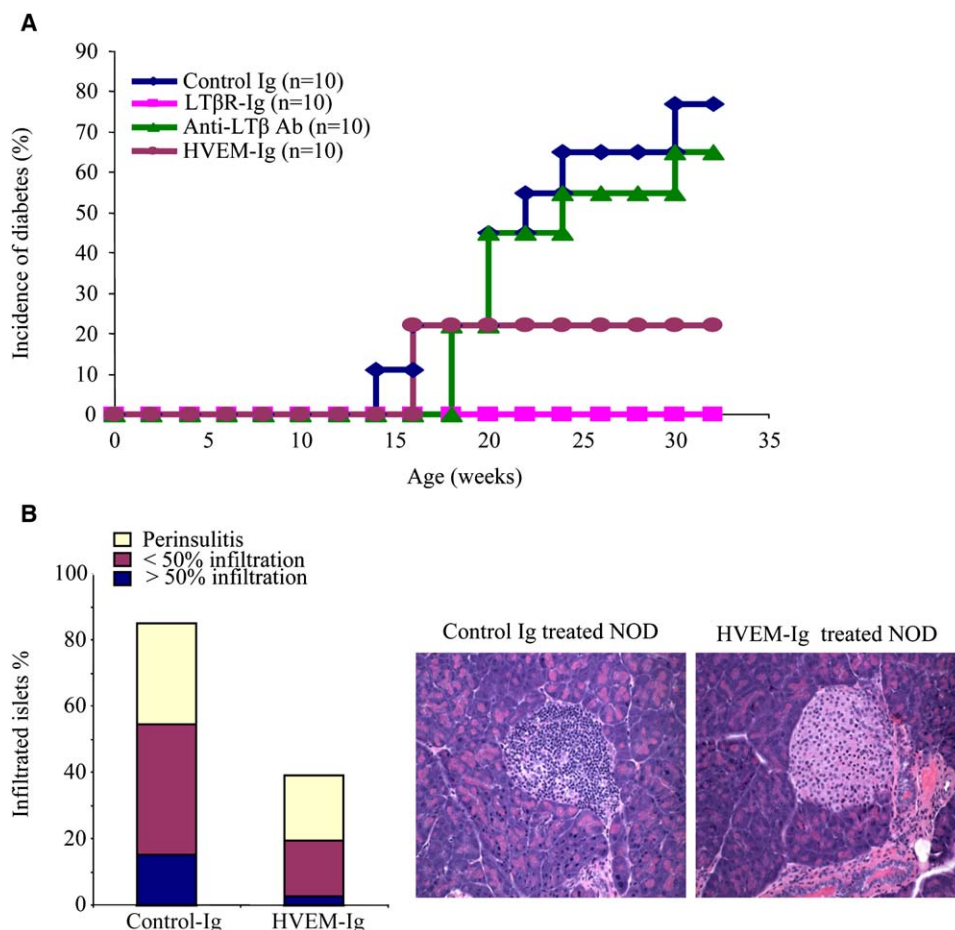 A
90
80
70
60
50
40
30
20
10
0
Incidence of diabetes (%)
Control Ig (n=10)
LTβR-Ig (n=10)
Anti-LTβ Ab (n=10)
HVEM-Ig (n=10)
0 5 10 15 20 25 30 35
Age (weeks)
B
Perinsulitis
< 50% infiltration
> 50% infiltration
100
80
60
40
20
0
Infiltrated islets %
Control-Ig HVEM-Ig
Control Ig treated NOD
HVEM-Ig treated NOD